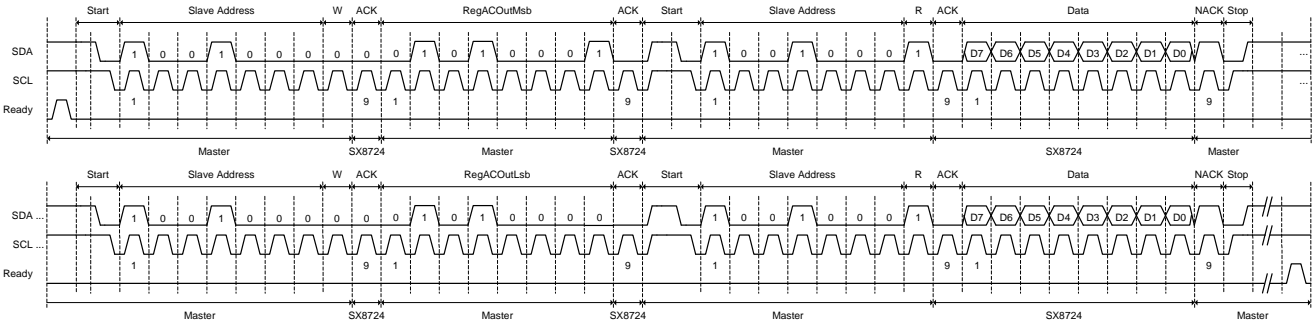 Start Slave Address W ACK RegACOutMsb ACK Start Slave Address R ACK Data NACK Stop
SDA 1 0 0 1 0 0 0 0 0 0 1 0 1 0 0 0 1 1 0 0 1 0 0 0 1 D7 D6 D5 D4 D3 D2 D1 D0 ...
SCL ...
1 9 1 9 1 9 1 9
Ready
Master SX8724 Master SX8724 Master SX8724 Master
Start Slave Address W ACK RegACOutLsb ACK Start Slave Address R ACK Data NACK Stop
SDA ... 1 0 0 1 0 0 0 0 0 0 1 0 1 0 0 0 0 1 0 0 1 0 0 0 1 D7 D6 D5 D4 D3 D2 D1 D0
SCL ...
1 9 1 9 1 9 1 9
Ready
Master SX8724 Master SX8724 Master SX8724 Master